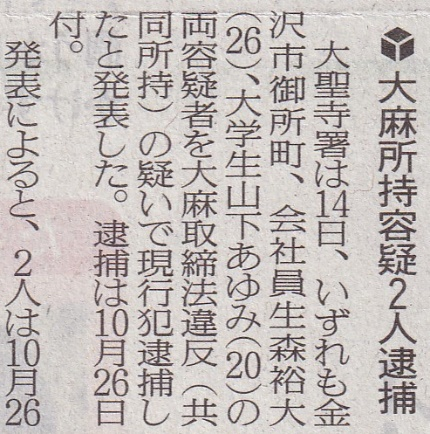 大麻所持容疑2人逮捕
大聖寺署は14日、いずれも金
沢市御所町、会社員生森裕大
(26)、大学生山下あゆみ(20)の
両容疑者を大麻取締法違反(共
同所持)の疑いで現行犯逮捕し
たと発表した。逮捕は10月26日
付。
発表によると、2人は10月26